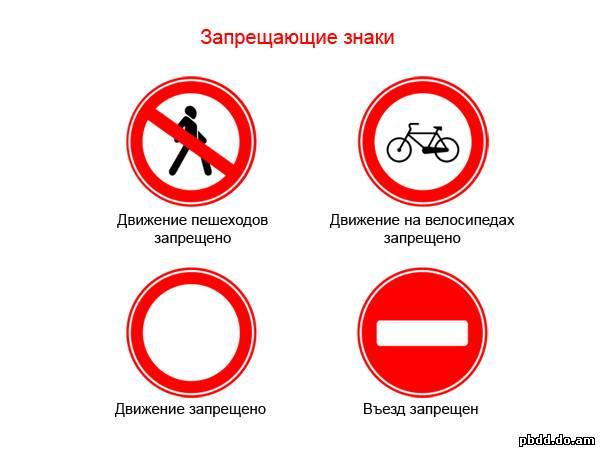 Запрещающие знаки
Движение пешеходов
запрещено
Движение на велосипедах
запрещено
Движение запрещено
Въезд запрещен
pbdd.do.am